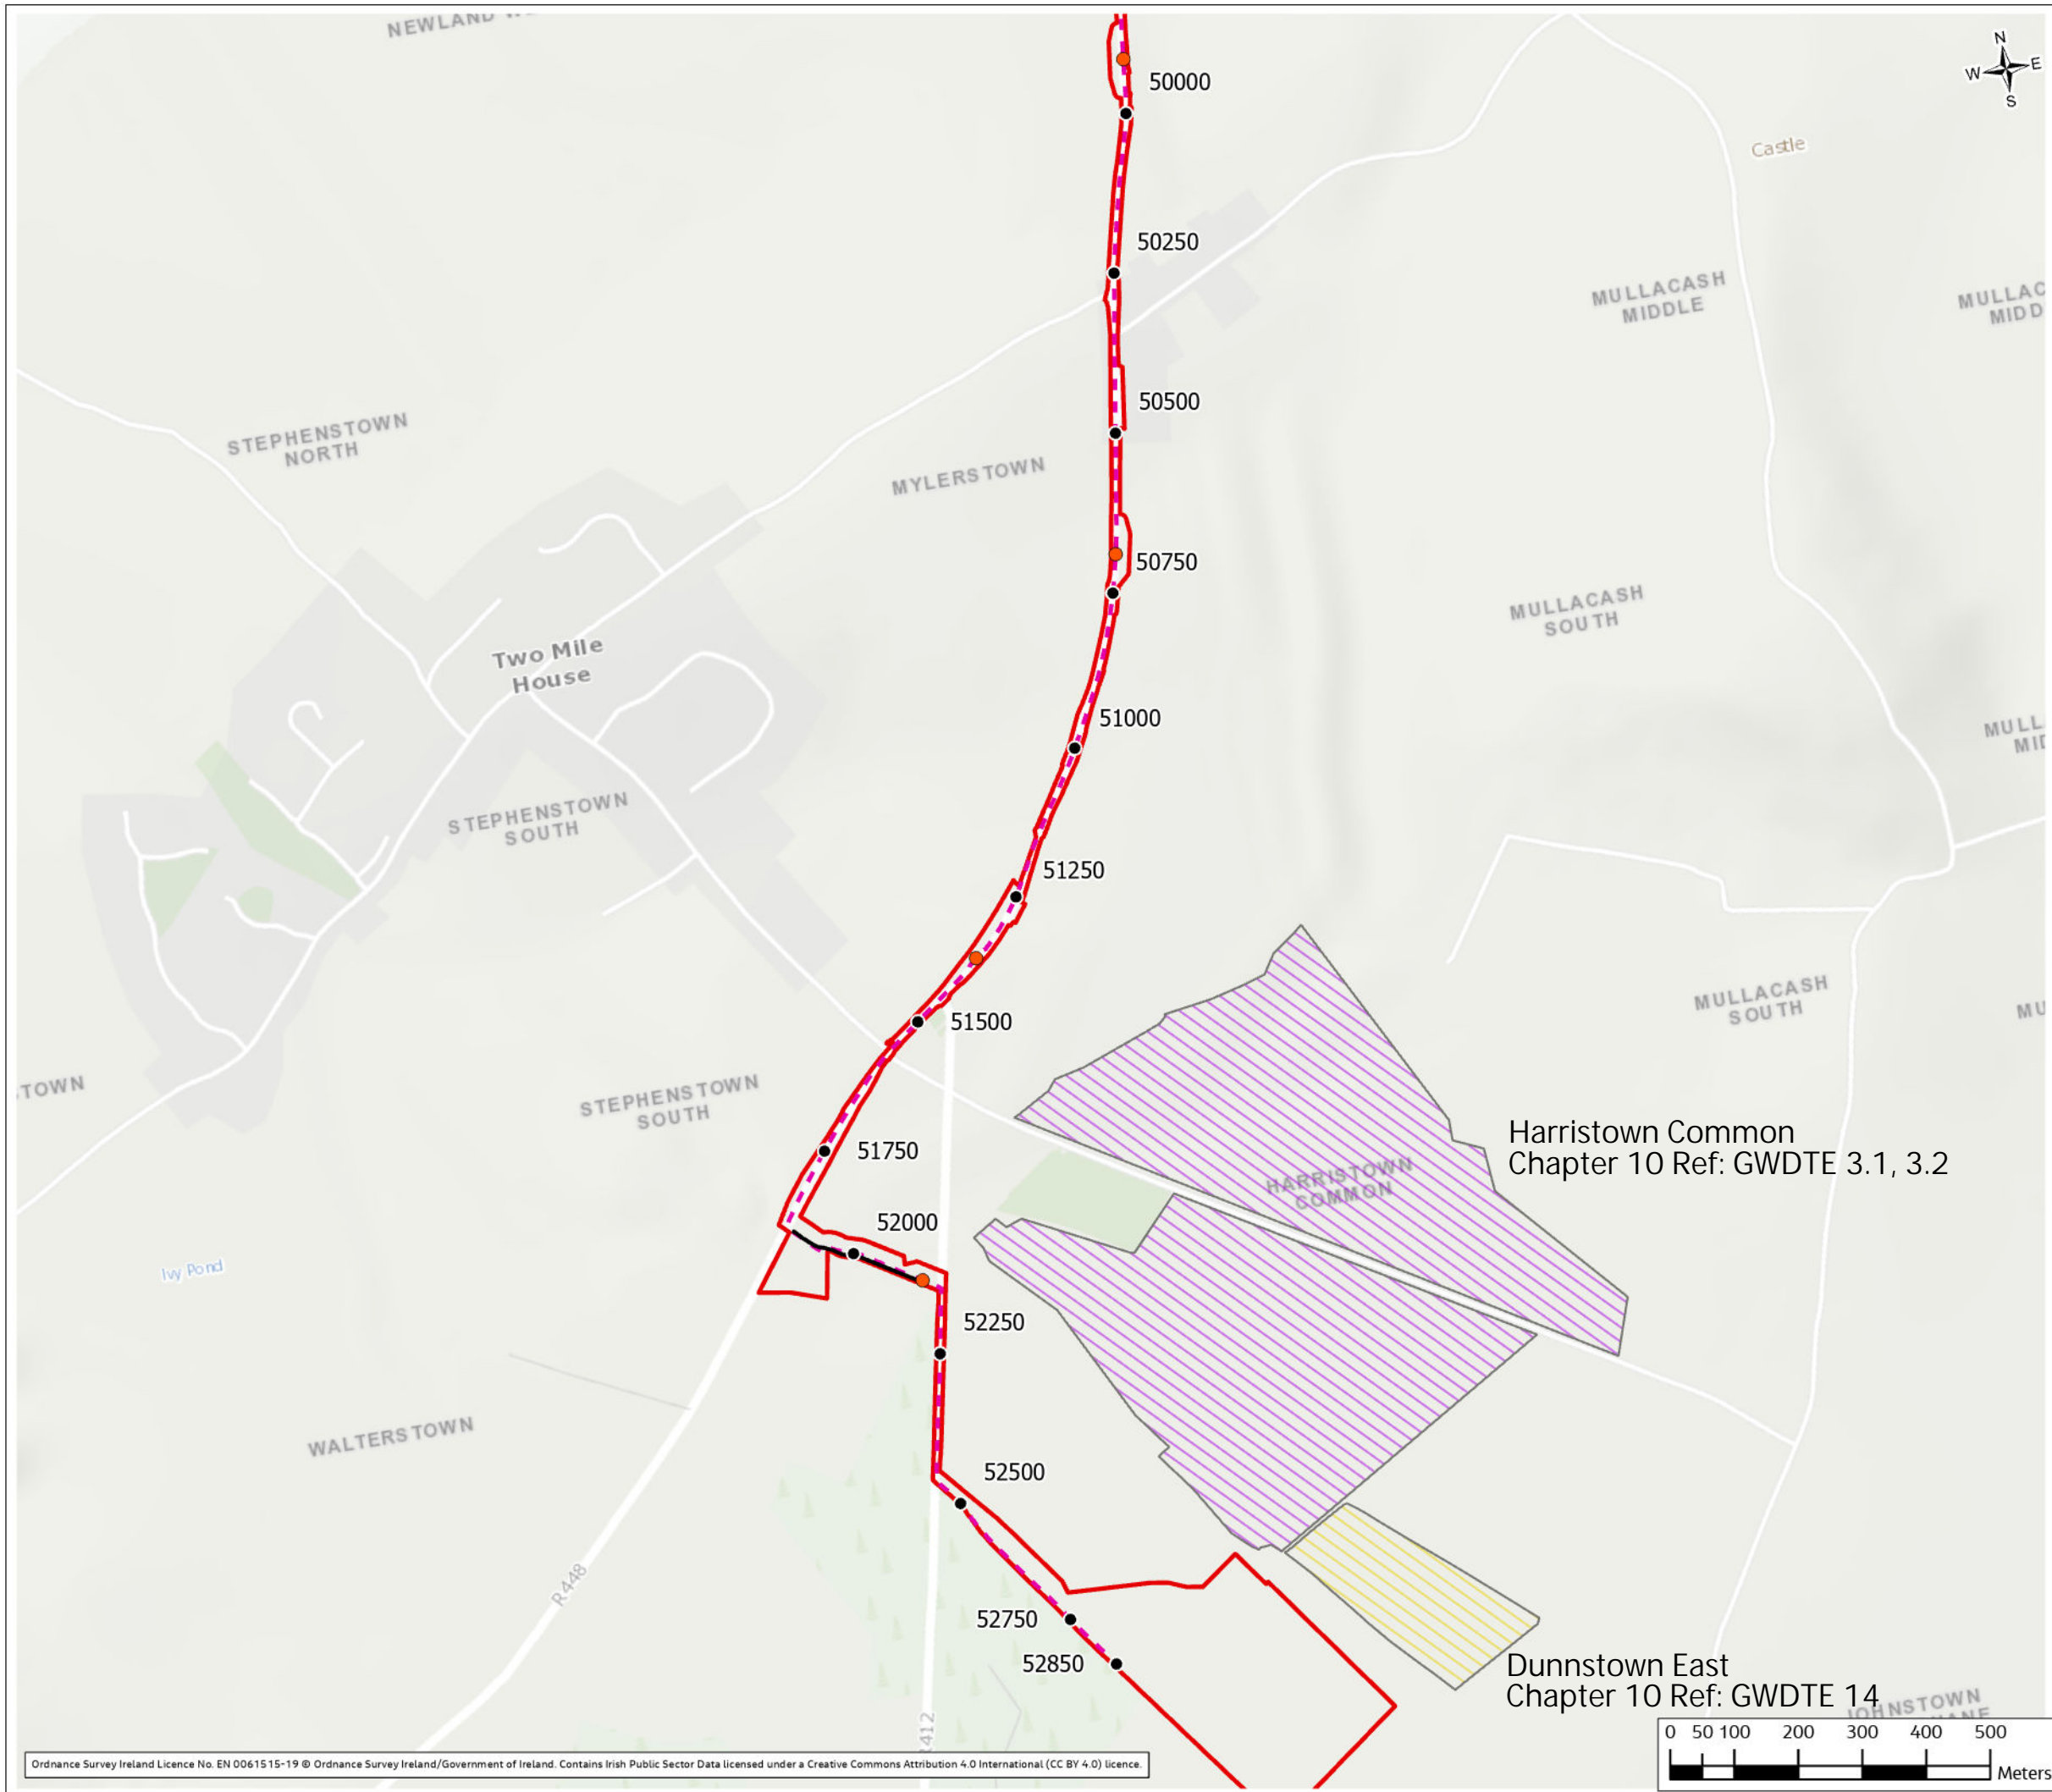 NEWLAND
N
W E
S
50000
Castle
50250
MULLACASH
MIDDLE
MULLAC
MIDD
50500
STEPHENSTOWN
NORTH
MYLERSTOWN
50750
MULLACASH
SOUTH
Two Mile
House
51000
MULL
MID
STEPHENSTOWN
SOUTH
51250
MULLACASH
SOUTH
MU
51500
TOWN
STEPHENSTOWN
SOUTH
51750
Harristown Common
Chapter 10 Ref: GWDTE 3.1, 3.2
HARRISTOWN
COMMON
52000
Ivy Pond
52250
WALTERSTOWN
52500
R448
52750
52850
Dunnstown East
Chapter 10 Ref: GWDTE 14
JOHNSTOWN
412
0 50 100 200 300 400 500
Meters
Ordnance Survey Ireland Licence No. EN 0061515-19 © Ordnance Survey Ireland/Government of Ireland. Contains Irish Public Sector Data licensed under a Creative Commons Attribution 4.0 International (CC BY 4.0) licence.